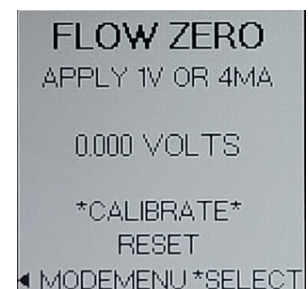 FLOW ZERO
APPLY 1V OR 4MA
0.000 VOLTS
*CALIBRATE*
RESET
◄ MODEMENU *SELECT